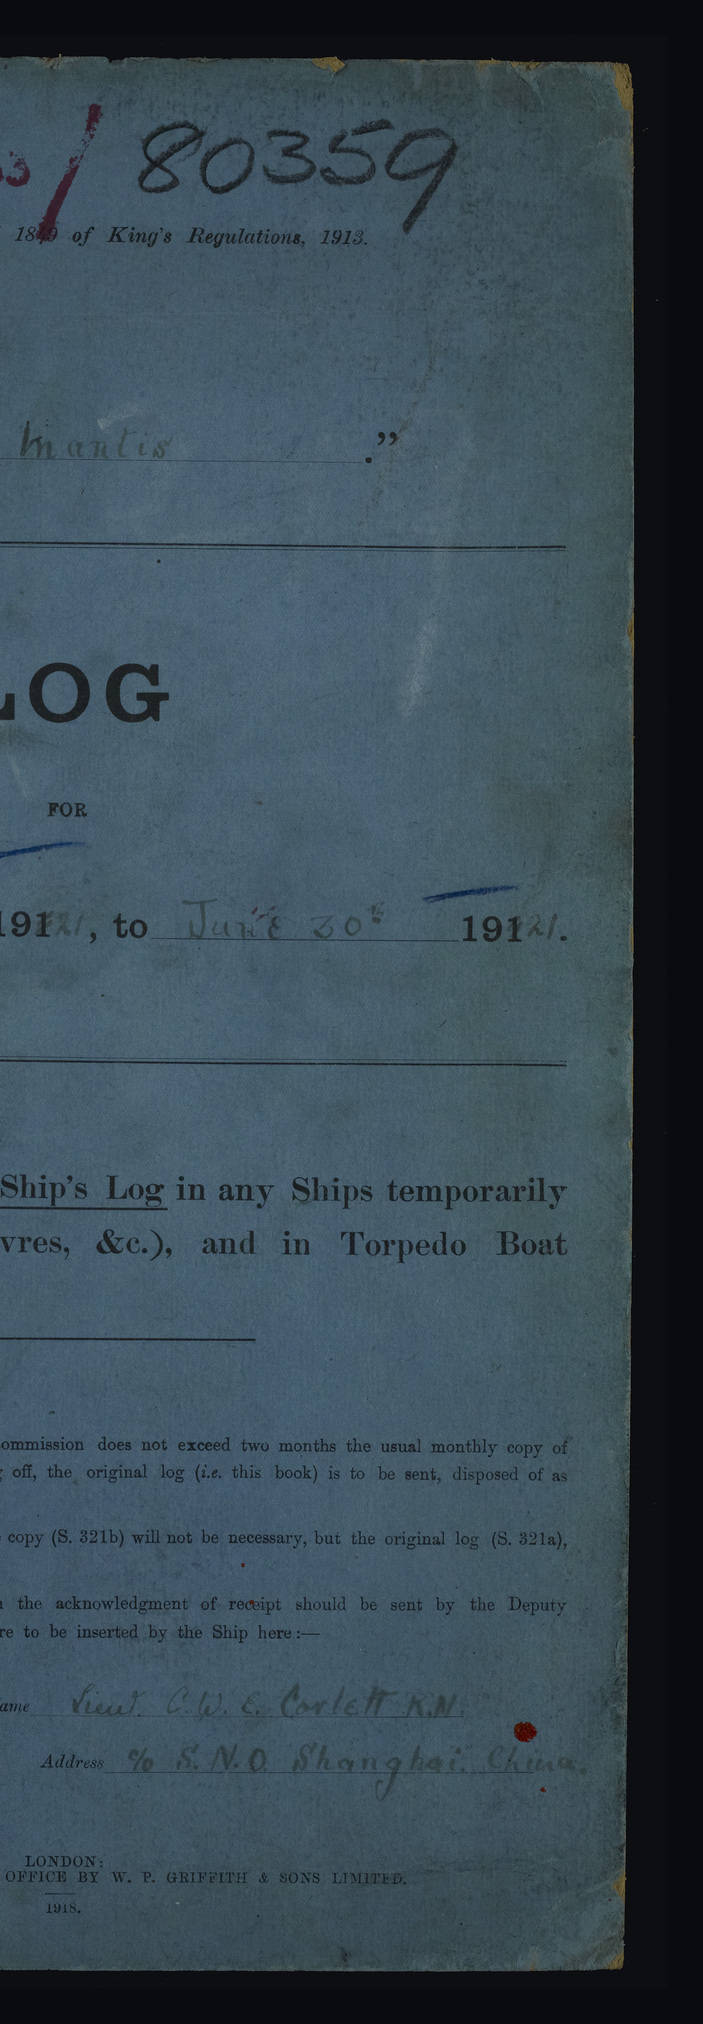 / 80359
1849 of King's Regulations, 1913.
Mantis."
LOG
FOR
19121, to June 30th 19121.
Ship's Log in any Ships temporarily
vres, &c.), and in Torpedo Boat
ommission does not exceed two months the usual monthly copy of
off, the original log (i.e. this book) is to be sent, disposed of as
copy (S. 321b) will not be necessary, but the original log (S. 321a),
the acknowledgment of receipt should be sent by the Deputy
re to be inserted by the Ship here:—
ame Lieut. C. W. E. Corlett R.N.
Address c/o S. N. O. Shanghai. China.
LONDON:
OFFICE BY W. P. GRIFFITH & SONS LIMITED.
1918.